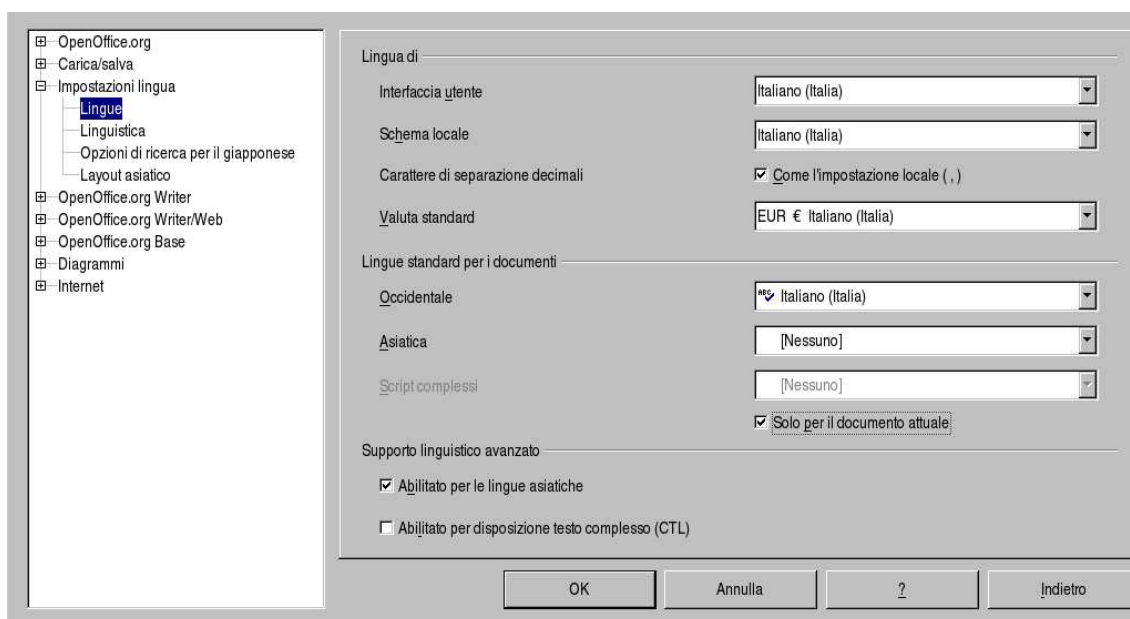 OpenOffice.org
Carica/salva
Impostazioni lingua
Lingue
Linguistica
Opzioni di ricerca per il giapponese
Layout asiatico
OpenOffice.org Writer
OpenOffice.org Writer/Web
OpenOffice.org Base
Diagrammi
Internet
Lingua di
Interfaccia utente Italiano (Italia)
Schema locale Italiano (Italia)
Carattere di separazione decimali Come l'impostazione locale ( , )
Valuta standard EUR € Italiano (Italia)
Lingue standard per i documenti
Occidentale ABC Italiano (Italia)
Asiatica [Nessuno]
Script complessi [Nessuno]
Solo per il documento attuale
Supporto linguistico avanzato
Abilitato per le lingue asiatiche
Abilitato per disposizione testo complesso (CTL)
OK Annulla ? Indietro